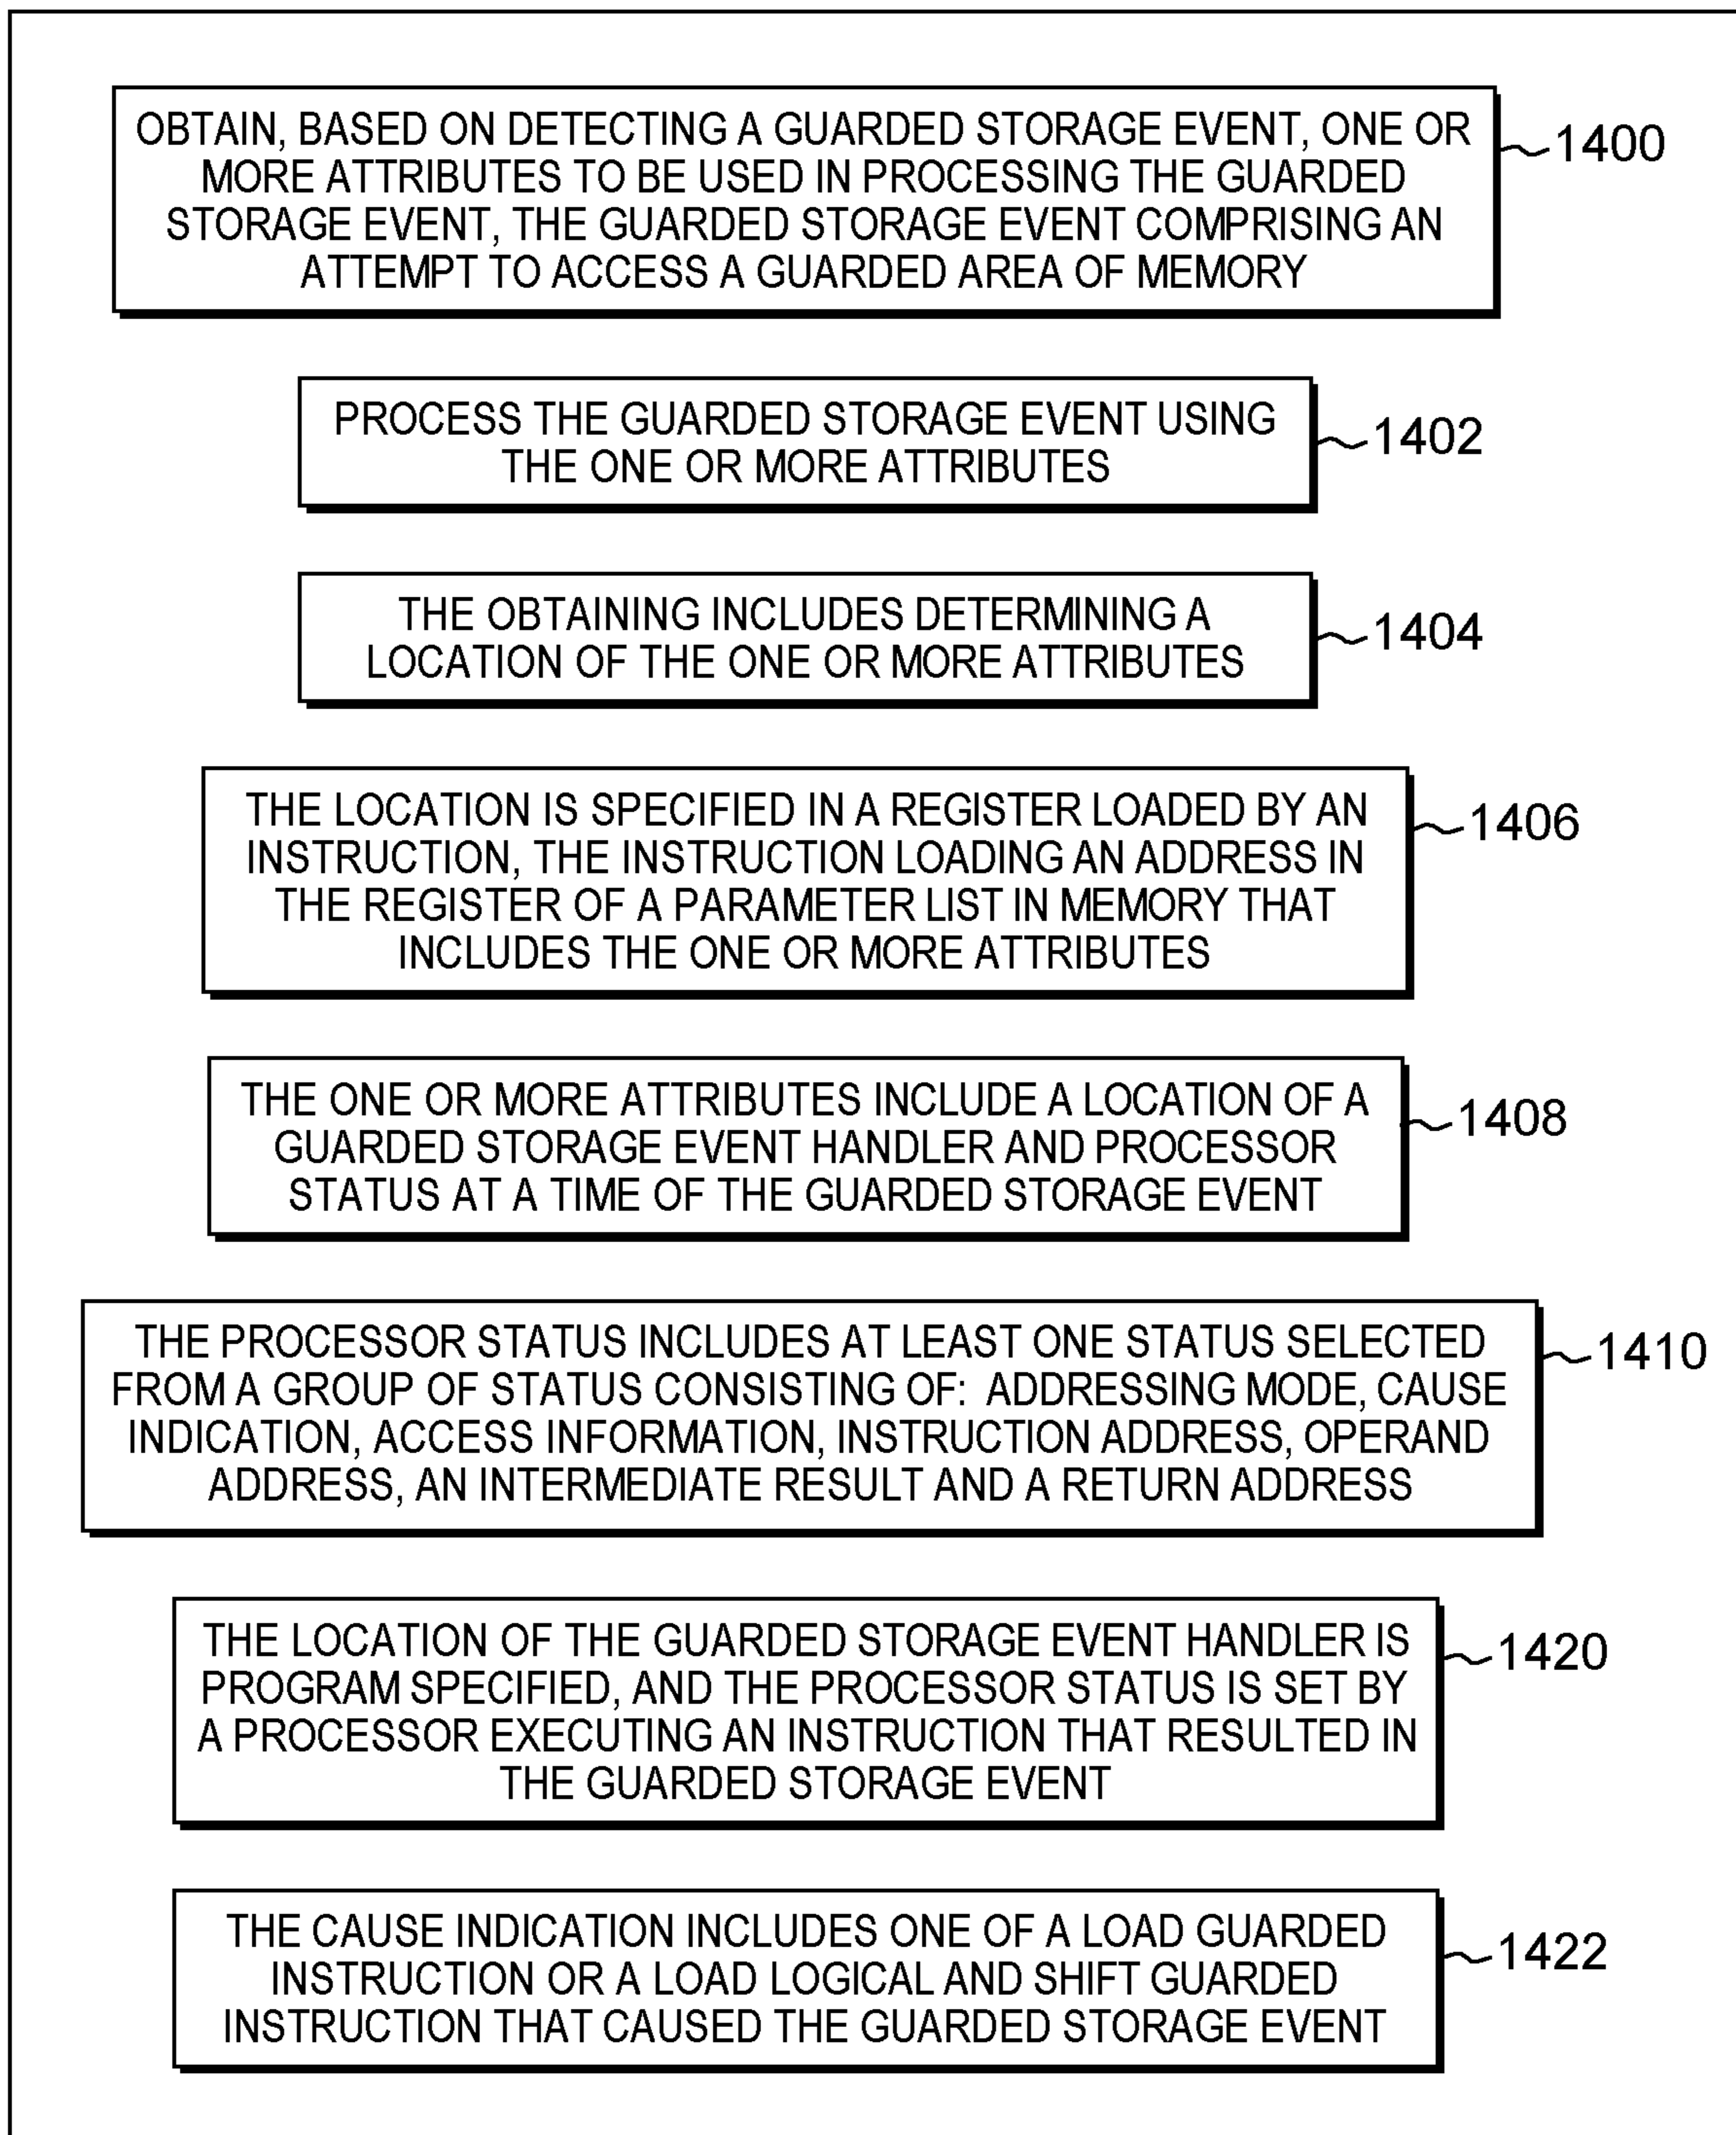 OBTAIN, BASED ON DETECTING A GUARDED STORAGE EVENT, ONE OR
MORE ATTRIBUTES TO BE USED IN PROCESSING THE GUARDED
STORAGE EVENT, THE GUARDED STORAGE EVENT COMPRISING AN
ATTEMPT TO ACCESS A GUARDED AREA OF MEMORY
1400
PROCESS THE GUARDED STORAGE EVENT USING
THE ONE OR MORE ATTRIBUTES
1402
THE OBTAINING INCLUDES DETERMINING A
LOCATION OF THE ONE OR MORE ATTRIBUTES
1404
THE LOCATION IS SPECIFIED IN A REGISTER LOADED BY AN
INSTRUCTION, THE INSTRUCTION LOADING AN ADDRESS IN
THE REGISTER OF A PARAMETER LIST IN MEMORY THAT
INCLUDES THE ONE OR MORE ATTRIBUTES
1406
THE ONE OR MORE ATTRIBUTES INCLUDE A LOCATION OF A
GUARDED STORAGE EVENT HANDLER AND PROCESSOR
STATUS AT A TIME OF THE GUARDED STORAGE EVENT
1408
THE PROCESSOR STATUS INCLUDES AT LEAST ONE STATUS SELECTED
FROM A GROUP OF STATUS CONSISTING OF: ADDRESSING MODE, CAUSE
INDICATION, ACCESS INFORMATION, INSTRUCTION ADDRESS, OPERAND
ADDRESS, AN INTERMEDIATE RESULT AND A RETURN ADDRESS
1410
THE LOCATION OF THE GUARDED STORAGE EVENT HANDLER IS
PROGRAM SPECIFIED, AND THE PROCESSOR STATUS IS SET BY
A PROCESSOR EXECUTING AN INSTRUCTION THAT RESULTED IN
THE GUARDED STORAGE EVENT
1420
THE CAUSE INDICATION INCLUDES ONE OF A LOAD GUARDED
INSTRUCTION OR A LOAD LOGICAL AND SHIFT GUARDED
INSTRUCTION THAT CAUSED THE GUARDED STORAGE EVENT
1422